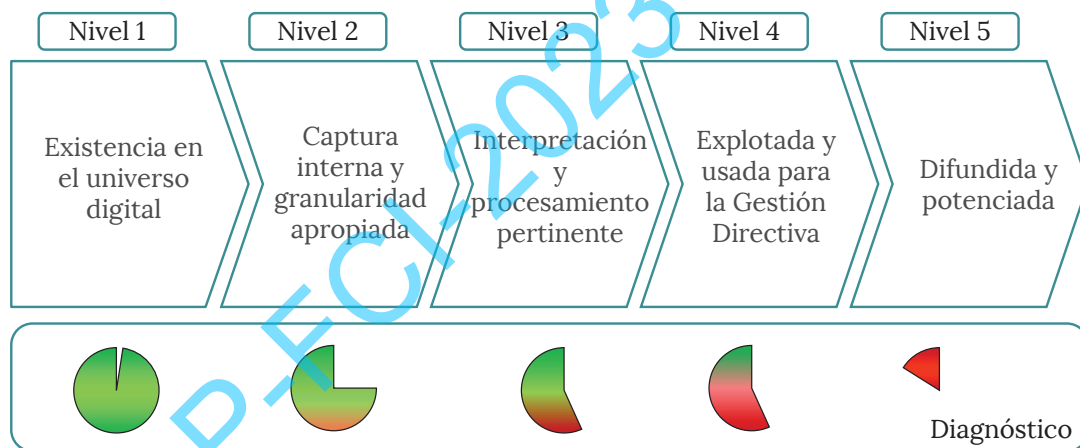 Nivel 1
Nivel 2
Nivel 3
Nivel 4
Nivel 5
Existencia en
el universo
digital
Captura
interna y
granularidad
apropiada
Interpretación
y
procesamiento
pertinente
Explotada y
usada para
la Gestión
Directiva
Difundida y
potenciada
Diagnóstico
P-FCI-2023